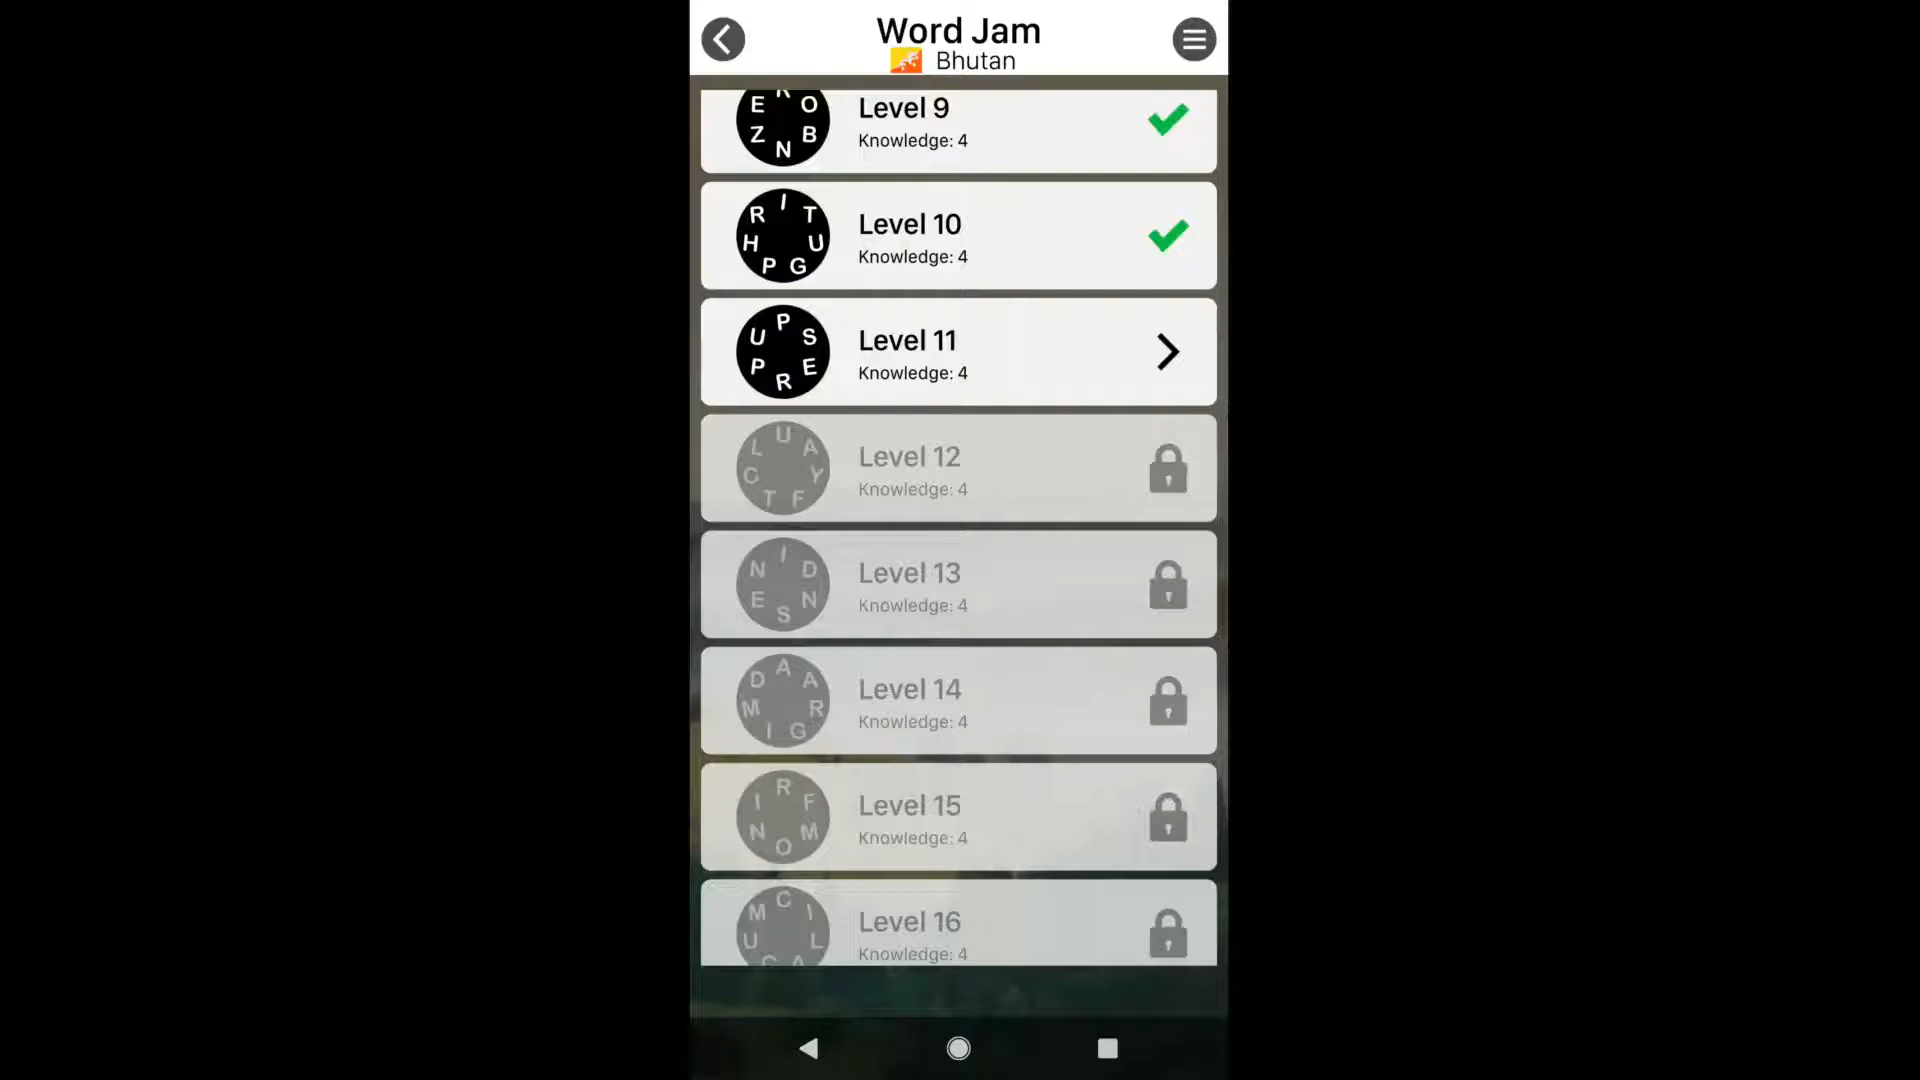 Word Jam
Bhutan
E R O
Z B
N
Level 9
Knowledge: 4
R I T
H U
P G
Level 10
Knowledge: 4
P
U S
P E
R
Level 11
Knowledge: 4
U
L A
C Y
T F
Level 12
Knowledge: 4
I
N D
E N
S
Level 13
Knowledge: 4
A
D A
M R
I G
Level 14
Knowledge: 4
R
I F
N M
O
Level 15
Knowledge: 4
C
M I
U L
C A
Level 16
Knowledge: 4